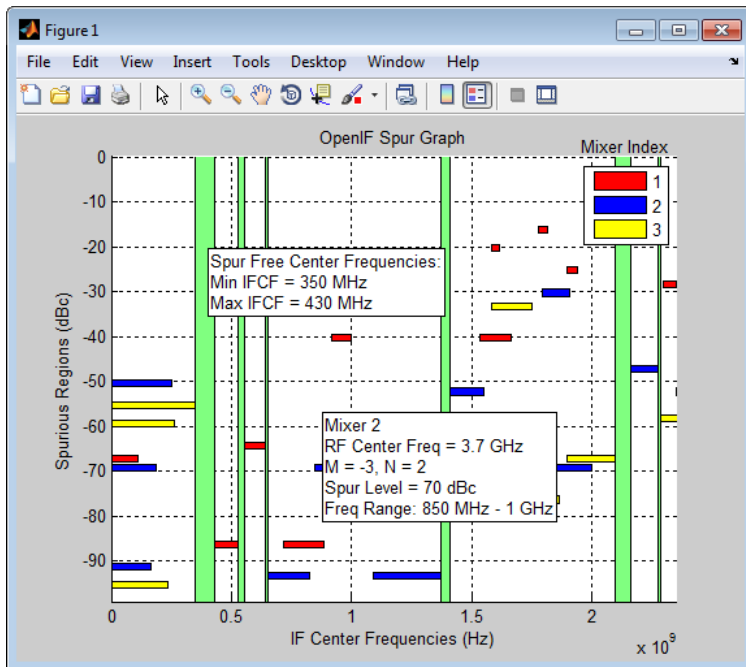 Figure 1
File Edit View Insert Tools Desktop Window Help
OpenIF Spur Graph
Mixer Index
1
2
3
0
-10
-20
-30
-40
-50
-60
-70
-80
-90
Spurious Regions (dBc)
Spur Free Center Frequencies:
Min IFCF = 350 MHz
Max IFCF = 430 MHz
Mixer 2
RF Center Freq = 3.7 GHz
M = -3, N = 2
Spur Level = 70 dBc
Freq Range: 850 MHz - 1 GHz
0 0.5 1 1.5 2
IF Center Frequencies (Hz)
x 10^9